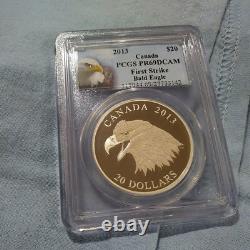 2013 $20
Canada
PCGS PR69DCAM
First Strike
Bald Eagle
CANADA 2013
20 DOLLARS